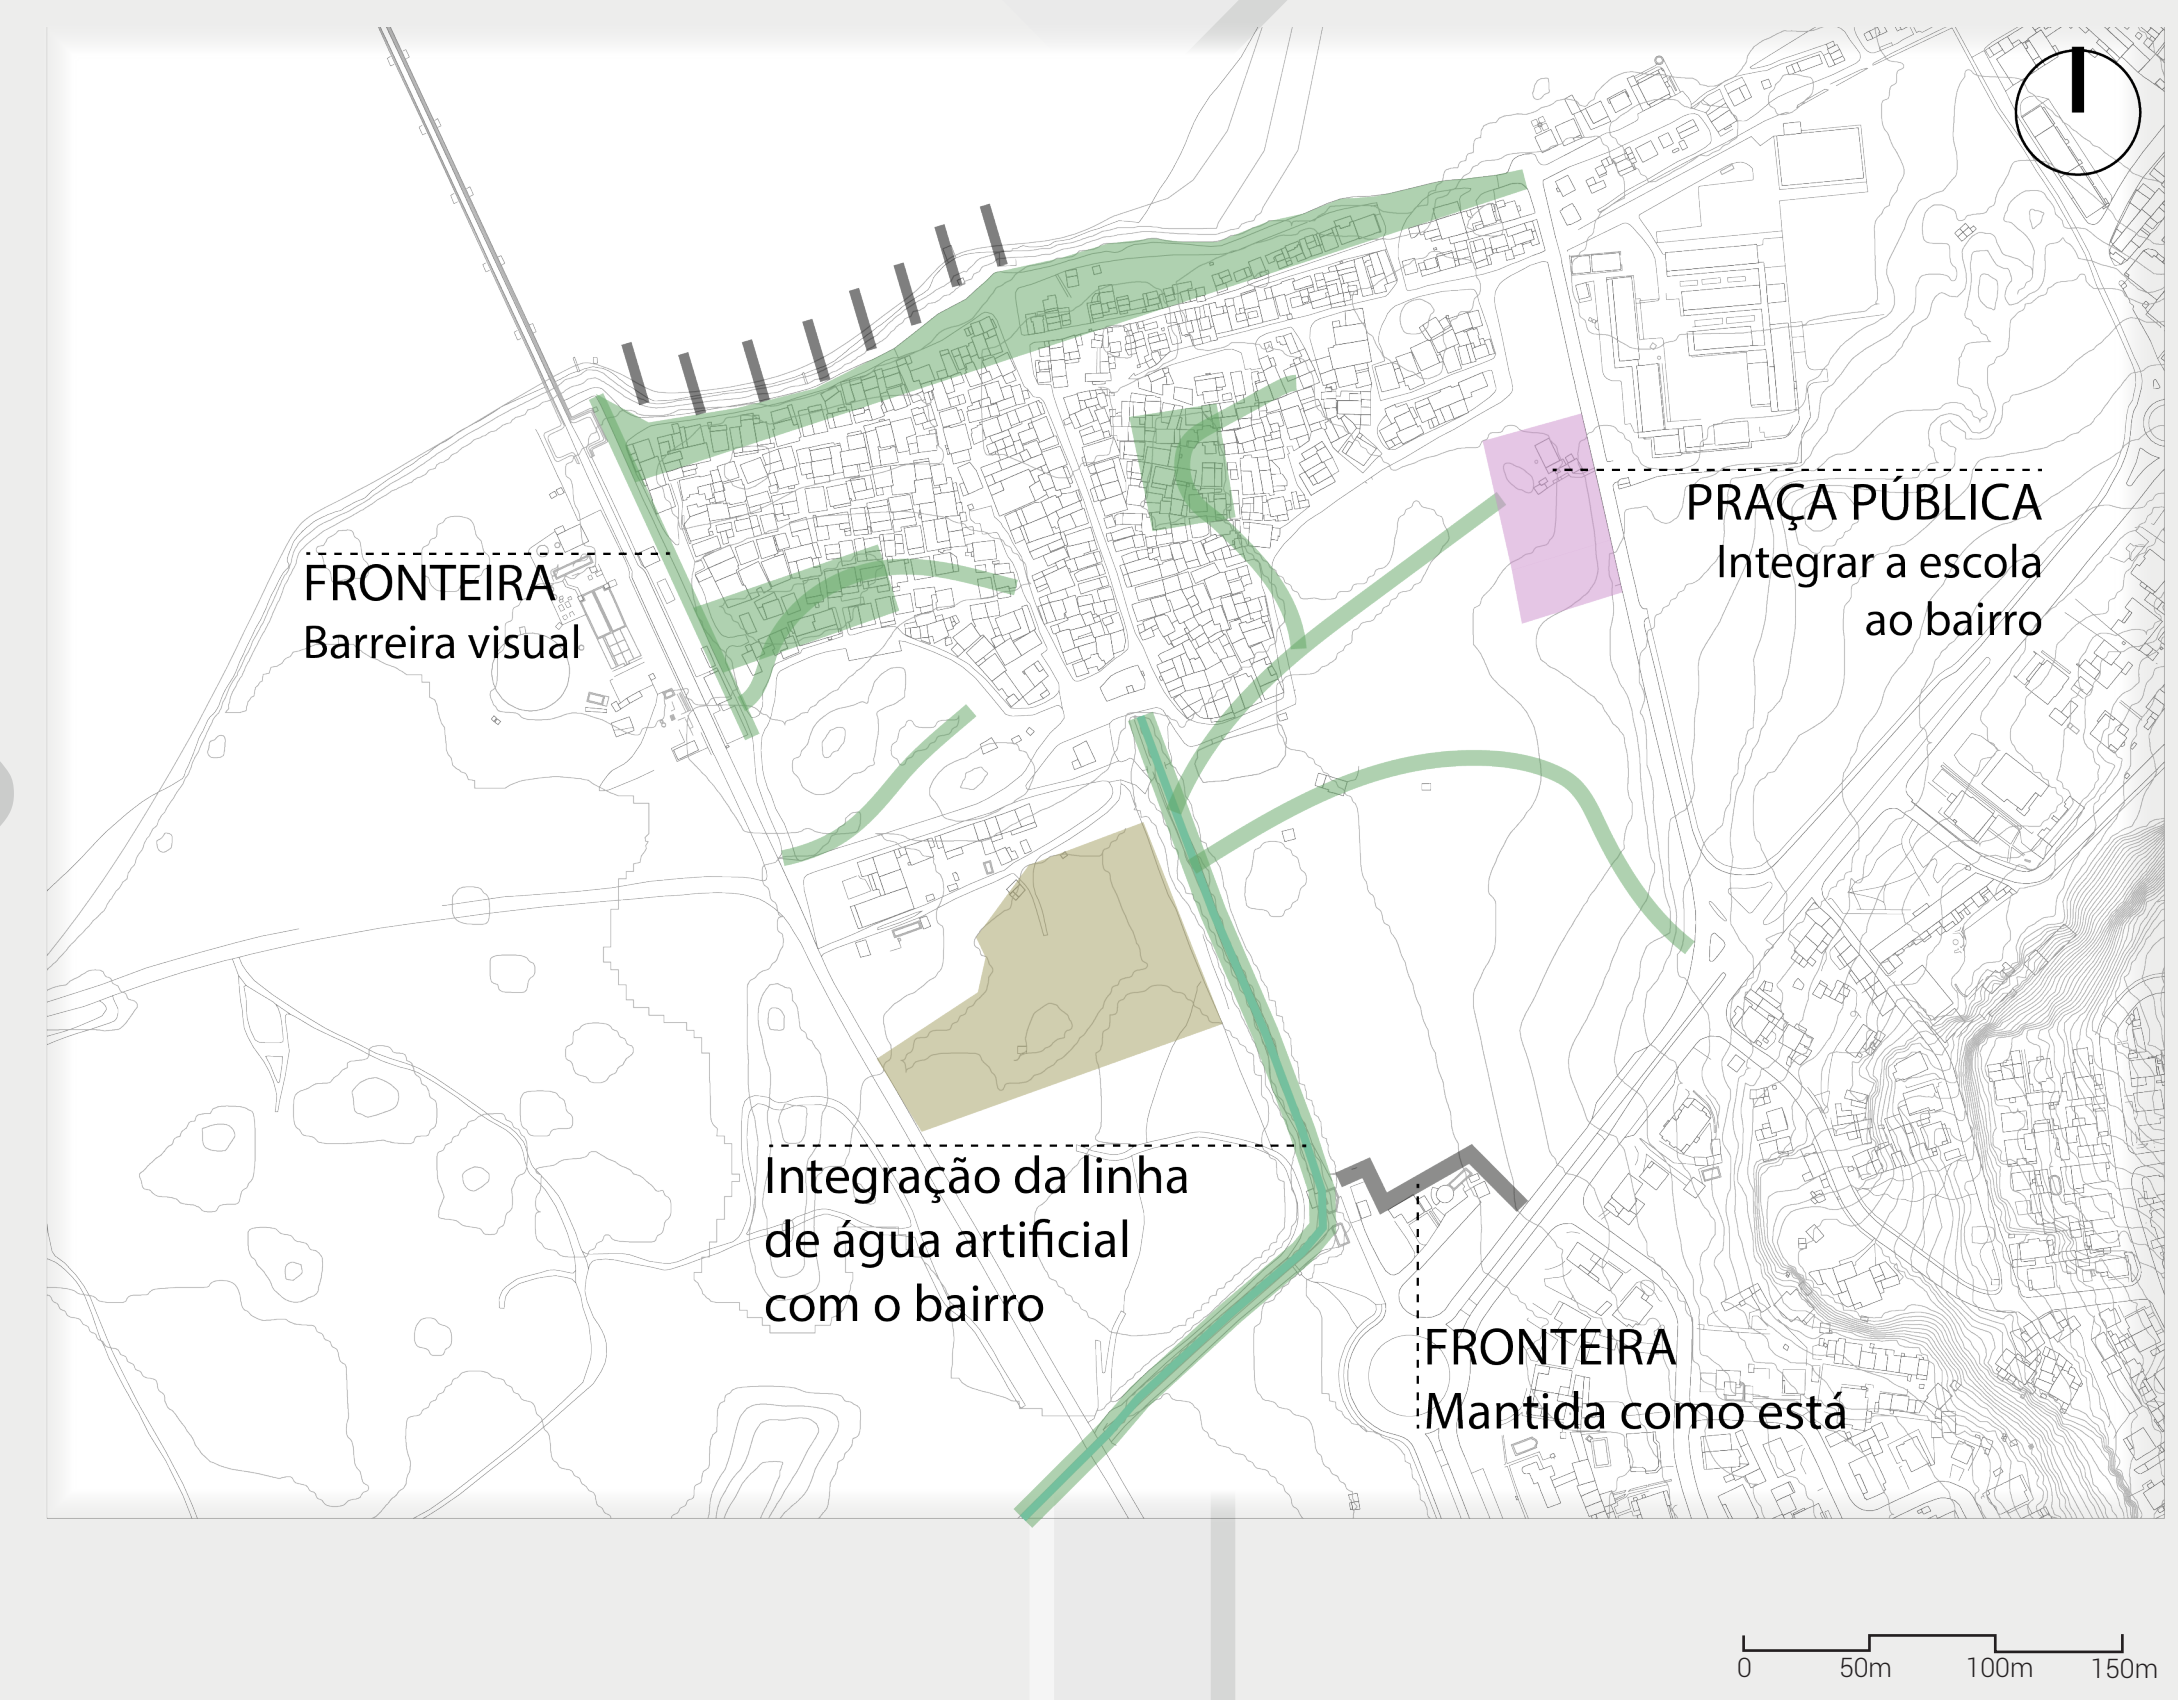 PRAÇA PÚBLICA
Integrar a escola
ao bairro
FRONTEIRA
Barreira visual
Integração da linha
de água artificial
com o bairro
FRONTEIRA
Mantida como está
0 50m 100m 150m